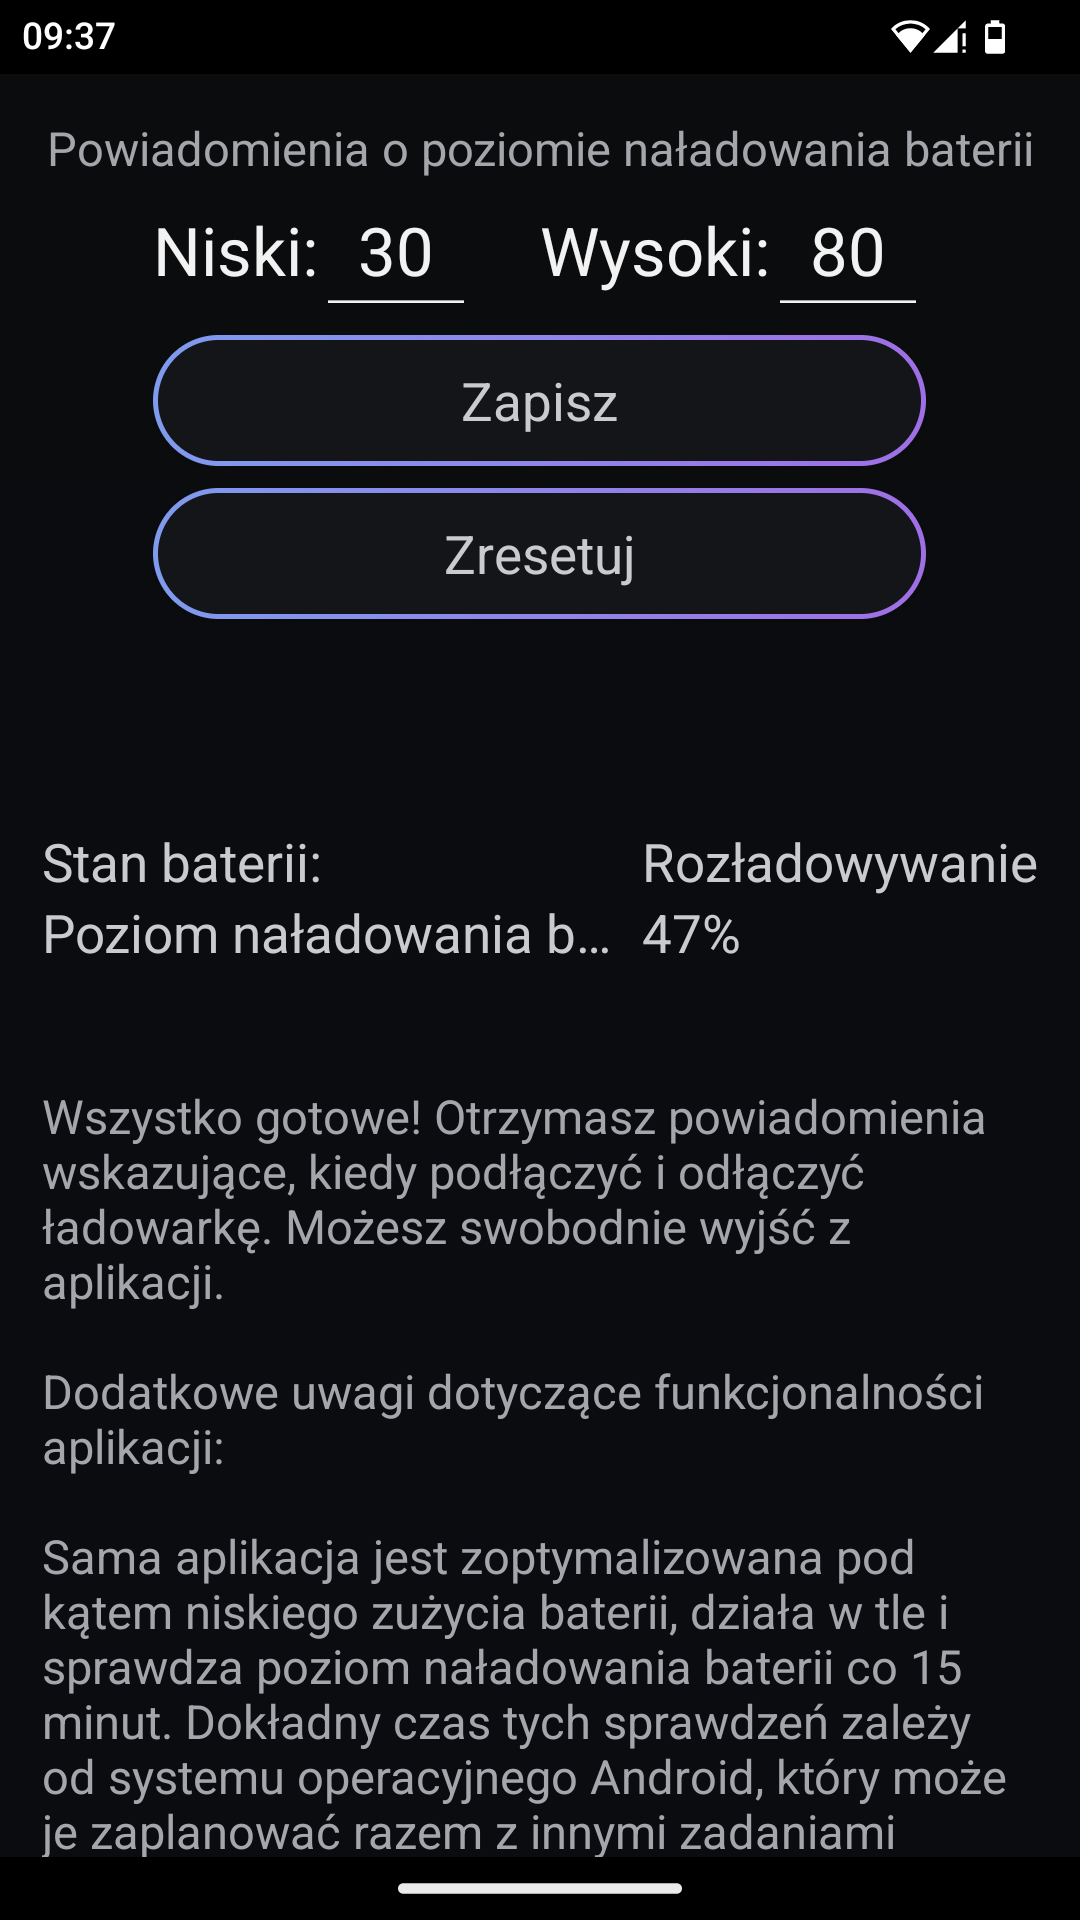 09:37
Powiadomienia o poziomie naładowania baterii
Niski: 30 Wysoki: 80
Zapisz
Zresetuj
Stan baterii: Rozładowywanie
Poziom naładowania b... 47%
Wszystko gotowe! Otrzymasz powiadomienia
wskazujące, kiedy podłączyć i odłączyć
ładowarkę. Możesz swobodnie wyjść z
aplikacji.
Dodatkowe uwagi dotyczące funkcjonalności
aplikacji:
Sama aplikacja jest zoptymalizowana pod
kątem niskiego zużycia baterii, działa w tle i
sprawdza poziom naładowania baterii co 15
minut. Dokładny czas tych sprawdzeń zależy
od systemu operacyjnego Android, który może
je zaplanować razem z innymi zadaniami